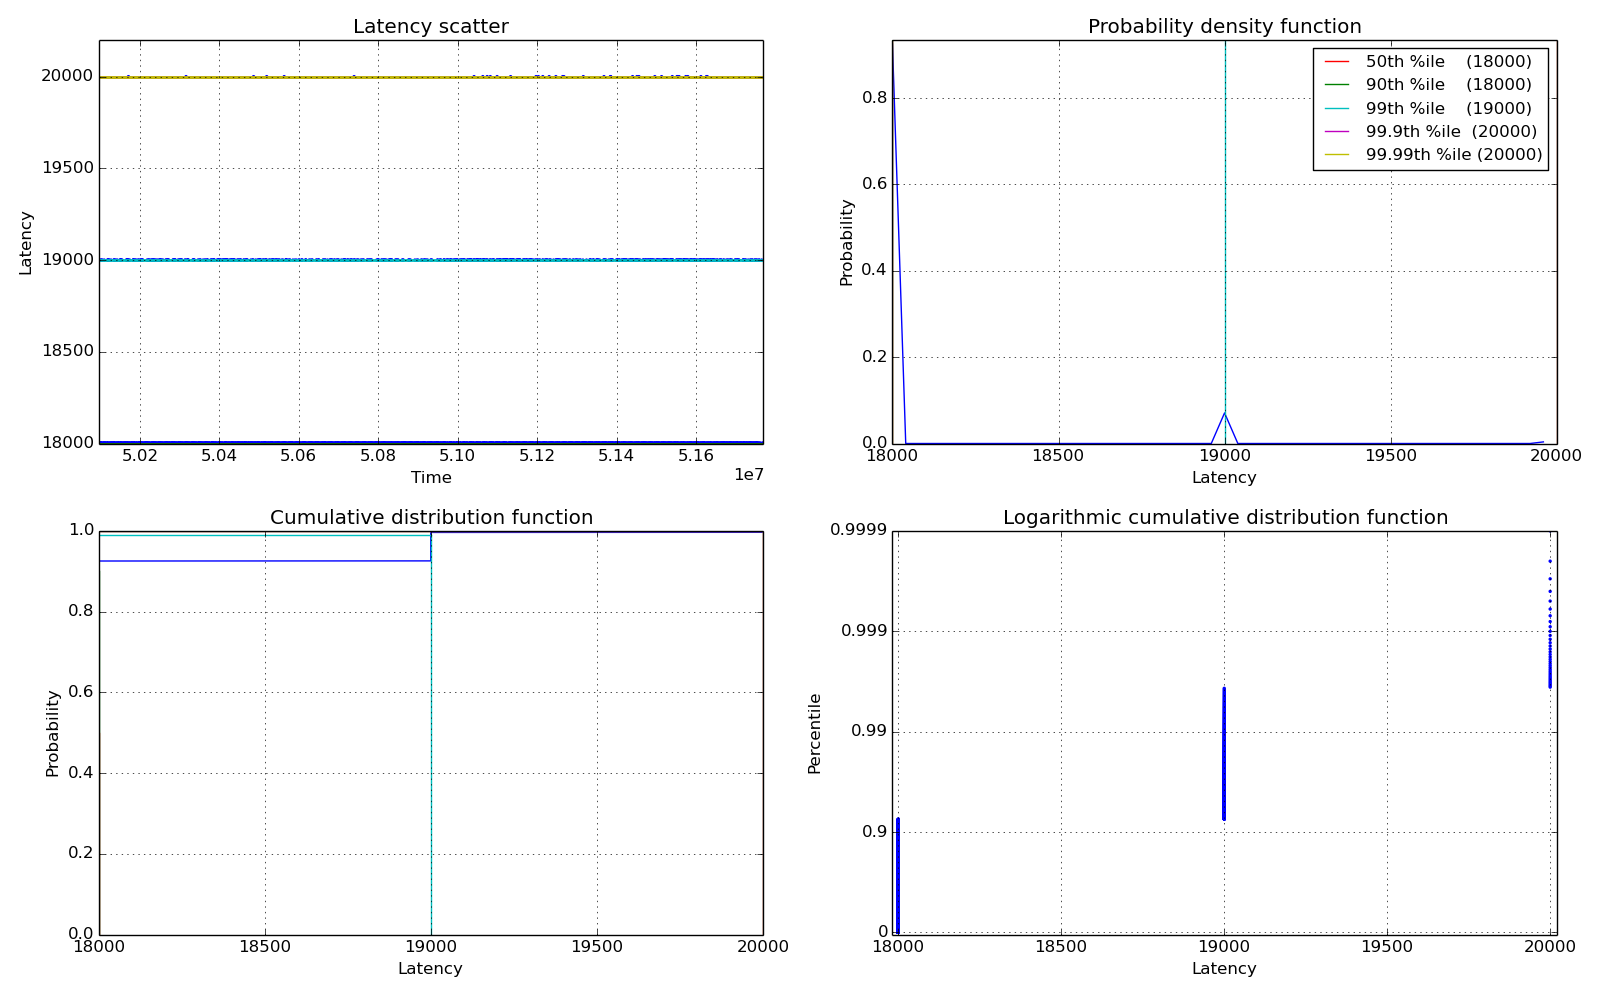 Latency scatter
20000
19500
19000
18500
18000
Latency
5.02 5.04 5.06 5.08 5.10 5.12 5.14 5.16
1e7
Time
Probability density function
50th %ile (18000)
90th %ile (18000)
99th %ile (19000)
99.9th %ile (20000)
99.99th %ile (20000)
0.8
0.6
0.4
0.2
0.0
Probability
18000 18500 19000 19500 20000
Latency
Cumulative distribution function
1.0
0.8
0.6
0.4
0.2
0.0
Probability
18000 18500 19000 19500 20000
Latency
Logarithmic cumulative distribution function
0.9999
0.999
0.99
0.9
0
Percentile
18000 18500 19000 19500 20000
Latency